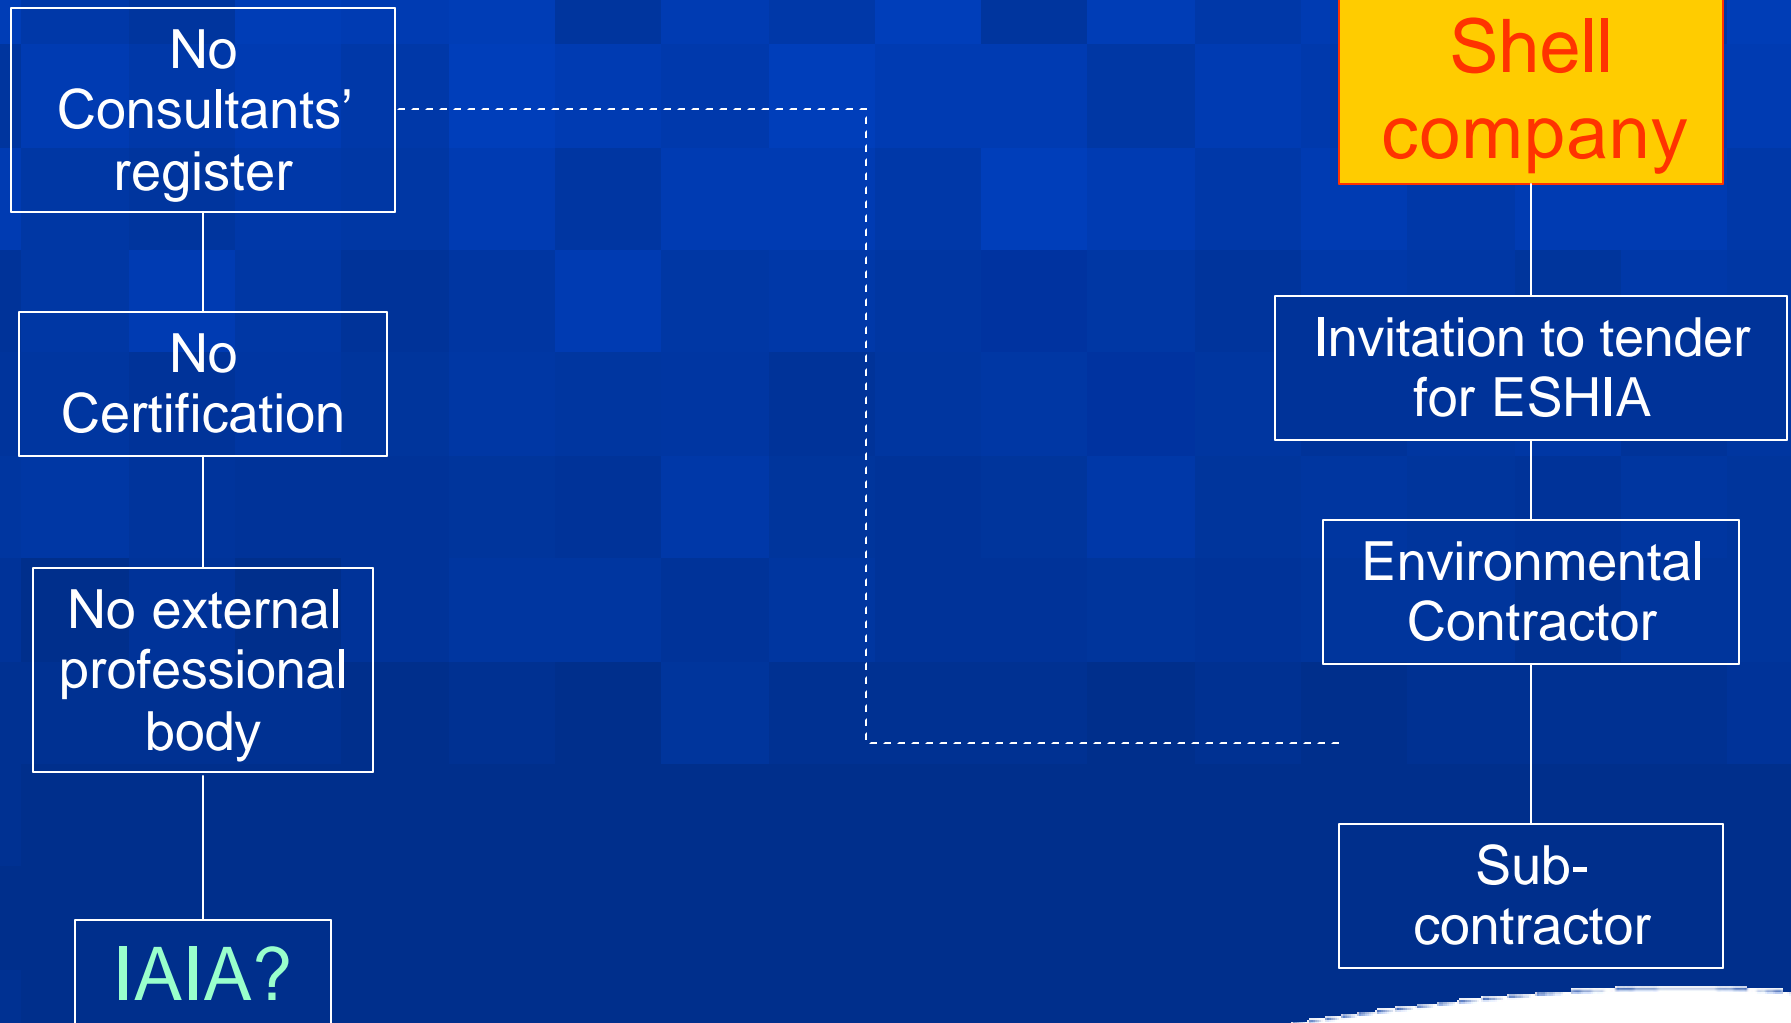 No
Consultants’
register
No
Certification
No external
professional
body
IAIA?
Shell
company
Invitation to tender
for ESHIA
Environmental
Contractor
Sub-
contractor